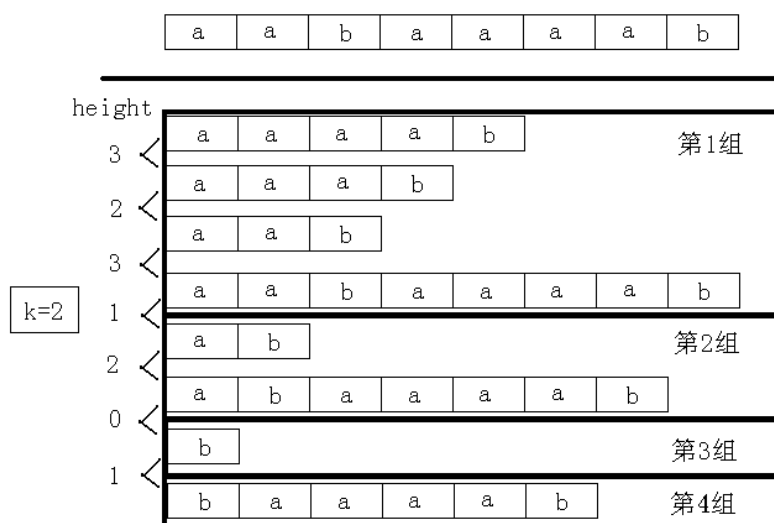 a a b a a a a b
height
a a a a b 第1组
3
a a a b
2
a a b
3
a a b a a a a b
k=2
1
a b 第2组
2
a b a a a a b
0
b 第3组
1
b a a a a b 第4组